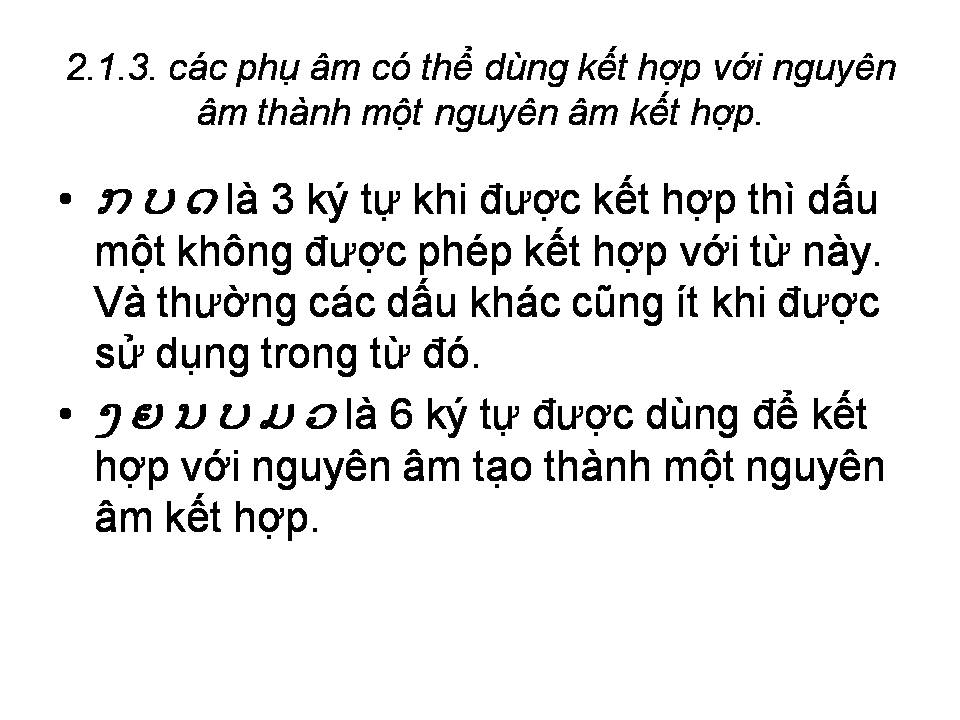 2.1.3. các phụ âm có thể dùng kết hợp với nguyên
âm thành một nguyên âm kết hợp.
• ກ ບ ດ là 3 ký tự khi được kết hợp thì dấu
một không được phép kết hợp với từ này.
Và thường các dấu khác cũng ít khi được
sử dụng trong từ đó.
• ງ ຍ ນ ບ ມ ວ là 6 ký tự được dùng để kết
hợp với nguyên âm tạo thành một nguyên
âm kết hợp.